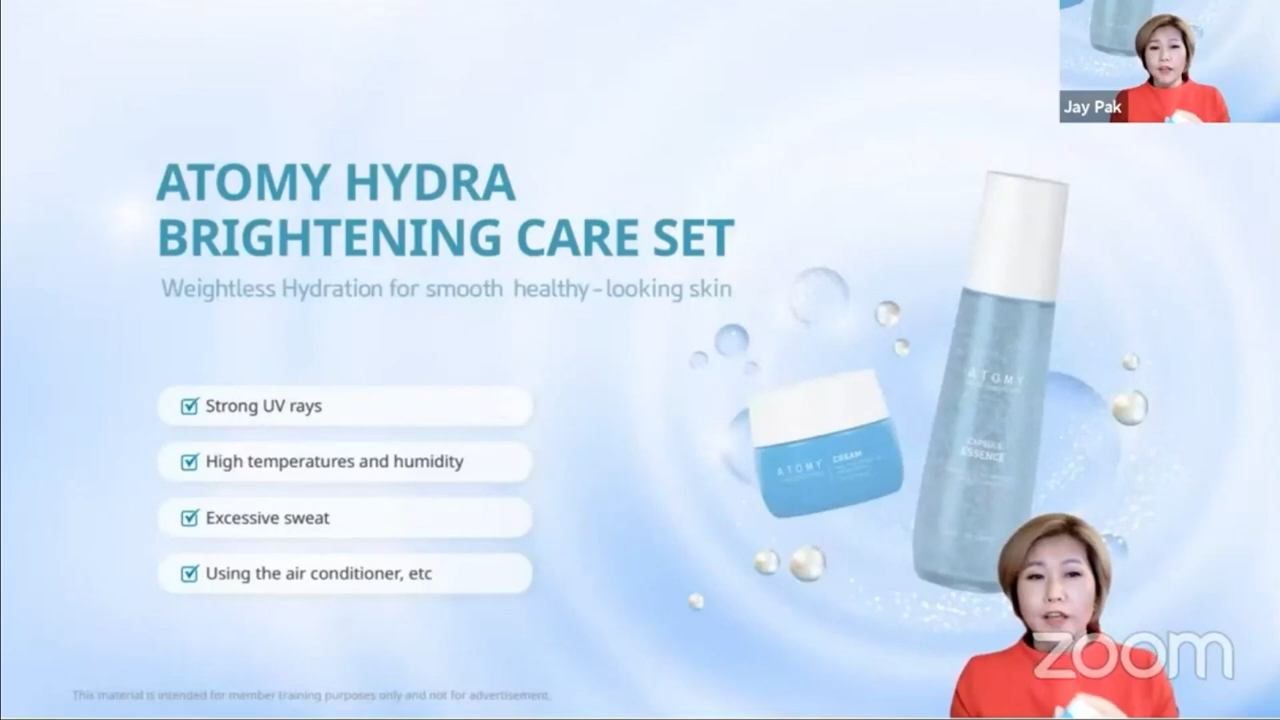 Jay Pak
ATOMY HYDRA
BRIGHTENING CARE SET
Weightless Hydration for smooth healthy-looking skin
Strong UV rays
High temperatures and humidity
Excessive sweat
Using the air conditioner, etc
ATOMY
CREAM
ATOMY
CAPSULE
ESSENCE
zoom
This material is intended for member training purposes only and not for advertisement.